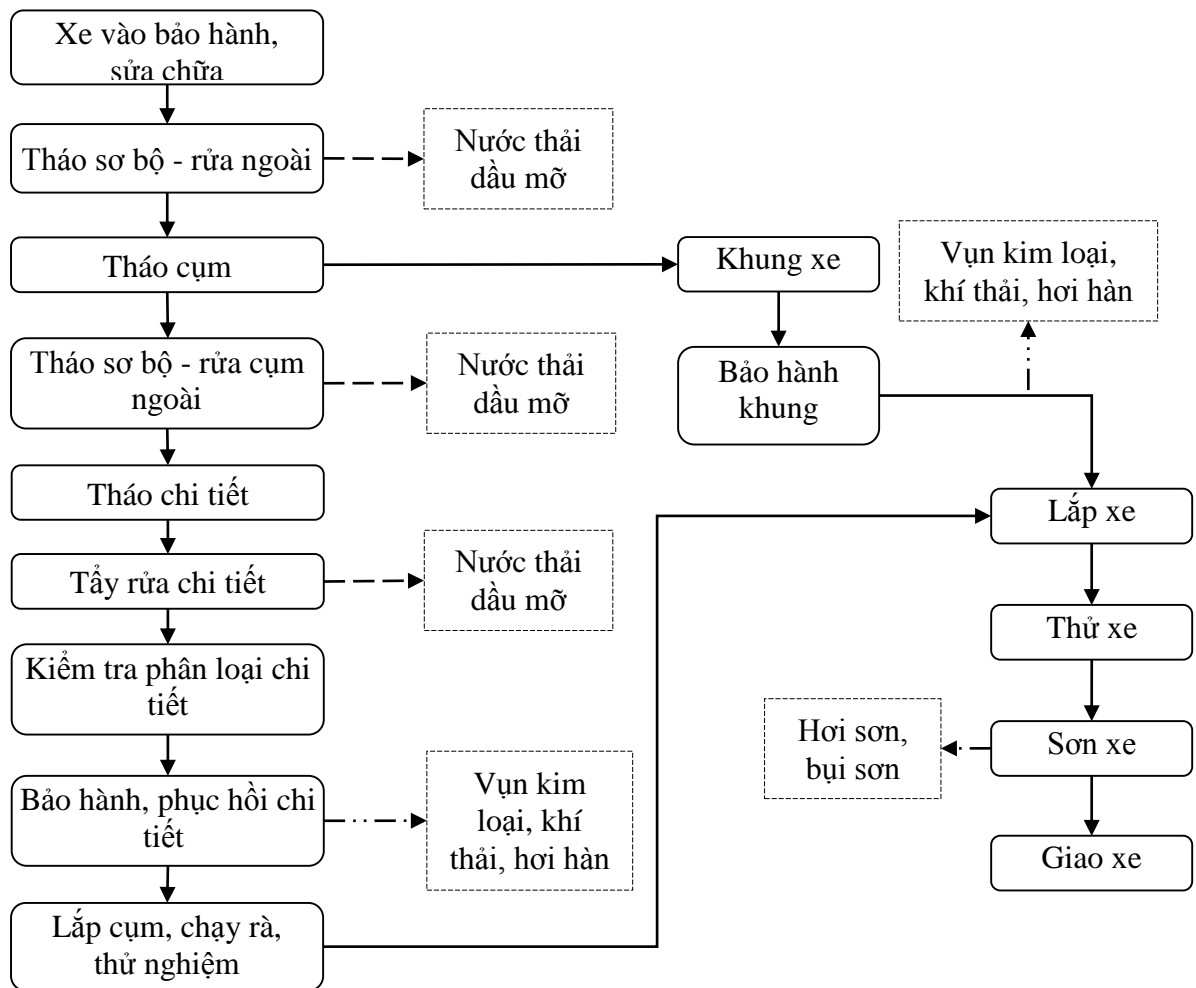 Xe vào bảo hành,
sửa chữa
Tháo sơ bộ - rửa ngoài
Nước thải
dầu mỡ
Tháo cụm
Khung xe
Vụn kim loại,
khí thải, hơi hàn
Tháo sơ bộ - rửa cụm
ngoài
Nước thải
dầu mỡ
Bảo hành
khung
Tháo chi tiết
Lắp xe
Tẩy rửa chi tiết
Nước thải
dầu mỡ
Thử xe
Kiểm tra phân loại chi
tiết
Hơi sơn,
bụi sơn
Sơn xe
Bảo hành, phục hồi chi
tiết
Vụn kim
loại, khí
thải, hơi hàn
Giao xe
Lắp cụm, chạy rà,
thử nghiệm